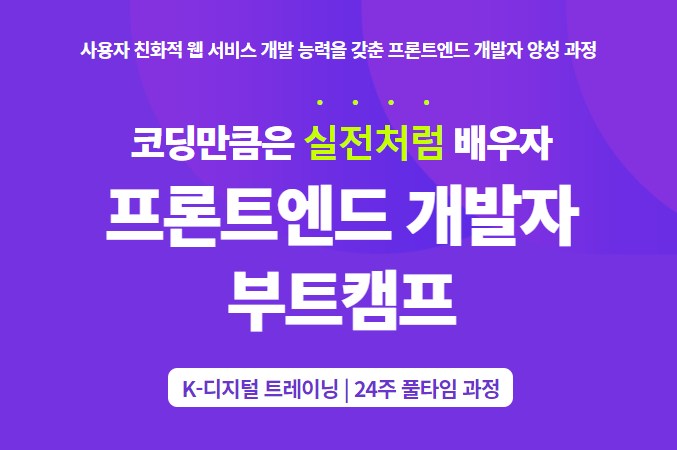 사용자 친화적 웹 서비스 개발 능력을 갖춘 프론트엔드 개발자 양성 과정
코딩만큼은 실전처럼 배우자
프론트엔드 개발자
부트캠프
K-디지털 트레이닝 | 24주 풀타임 과정